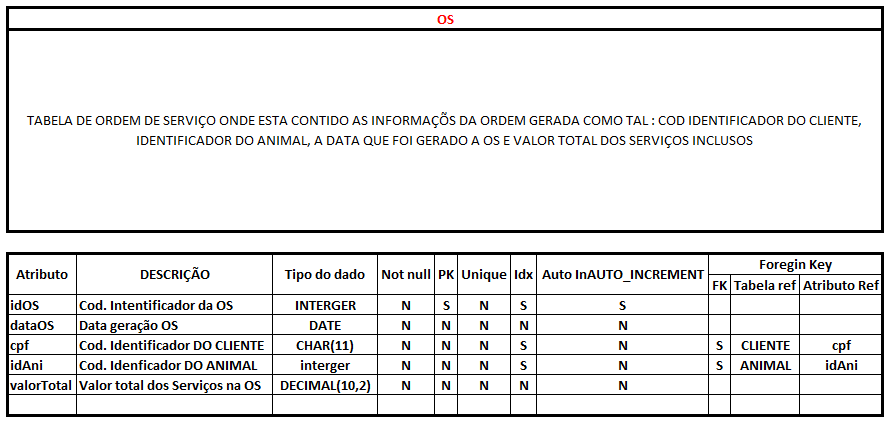 OS
TABELA DE ORDEM DE SERVIÇO ONDE ESTA CONTIDO AS INFORMAÇÕS DA ORDEM GERADA COMO TAL : COD IDENTIFICADOR DO CLIENTE,
IDENTIFICADOR DO ANIMAL, A DATA QUE FOI GERADO A OS E VALOR TOTAL DOS SERVIÇOS INCLUSOS
Atributo DESCRIÇÃO Tipo do dado Not null PK Unique Idx Auto InAUTO_INCREMENT Foregin Key
FK Tabela ref Atributo Ref
idOS Cod. Intentificador da OS INTERGER N S N S S
dataOS Data geração OS DATE N N N N N
cpf Cod. Identificador DO CLIENTE CHAR(11) N N N S N S CLIENTE cpf
idAni Cod. Idenficador DO ANIMAL interger N N N S N S ANIMAL idAni
valorTotal Valor total dos Serviços na OS DECIMAL(10,2) N N N N N